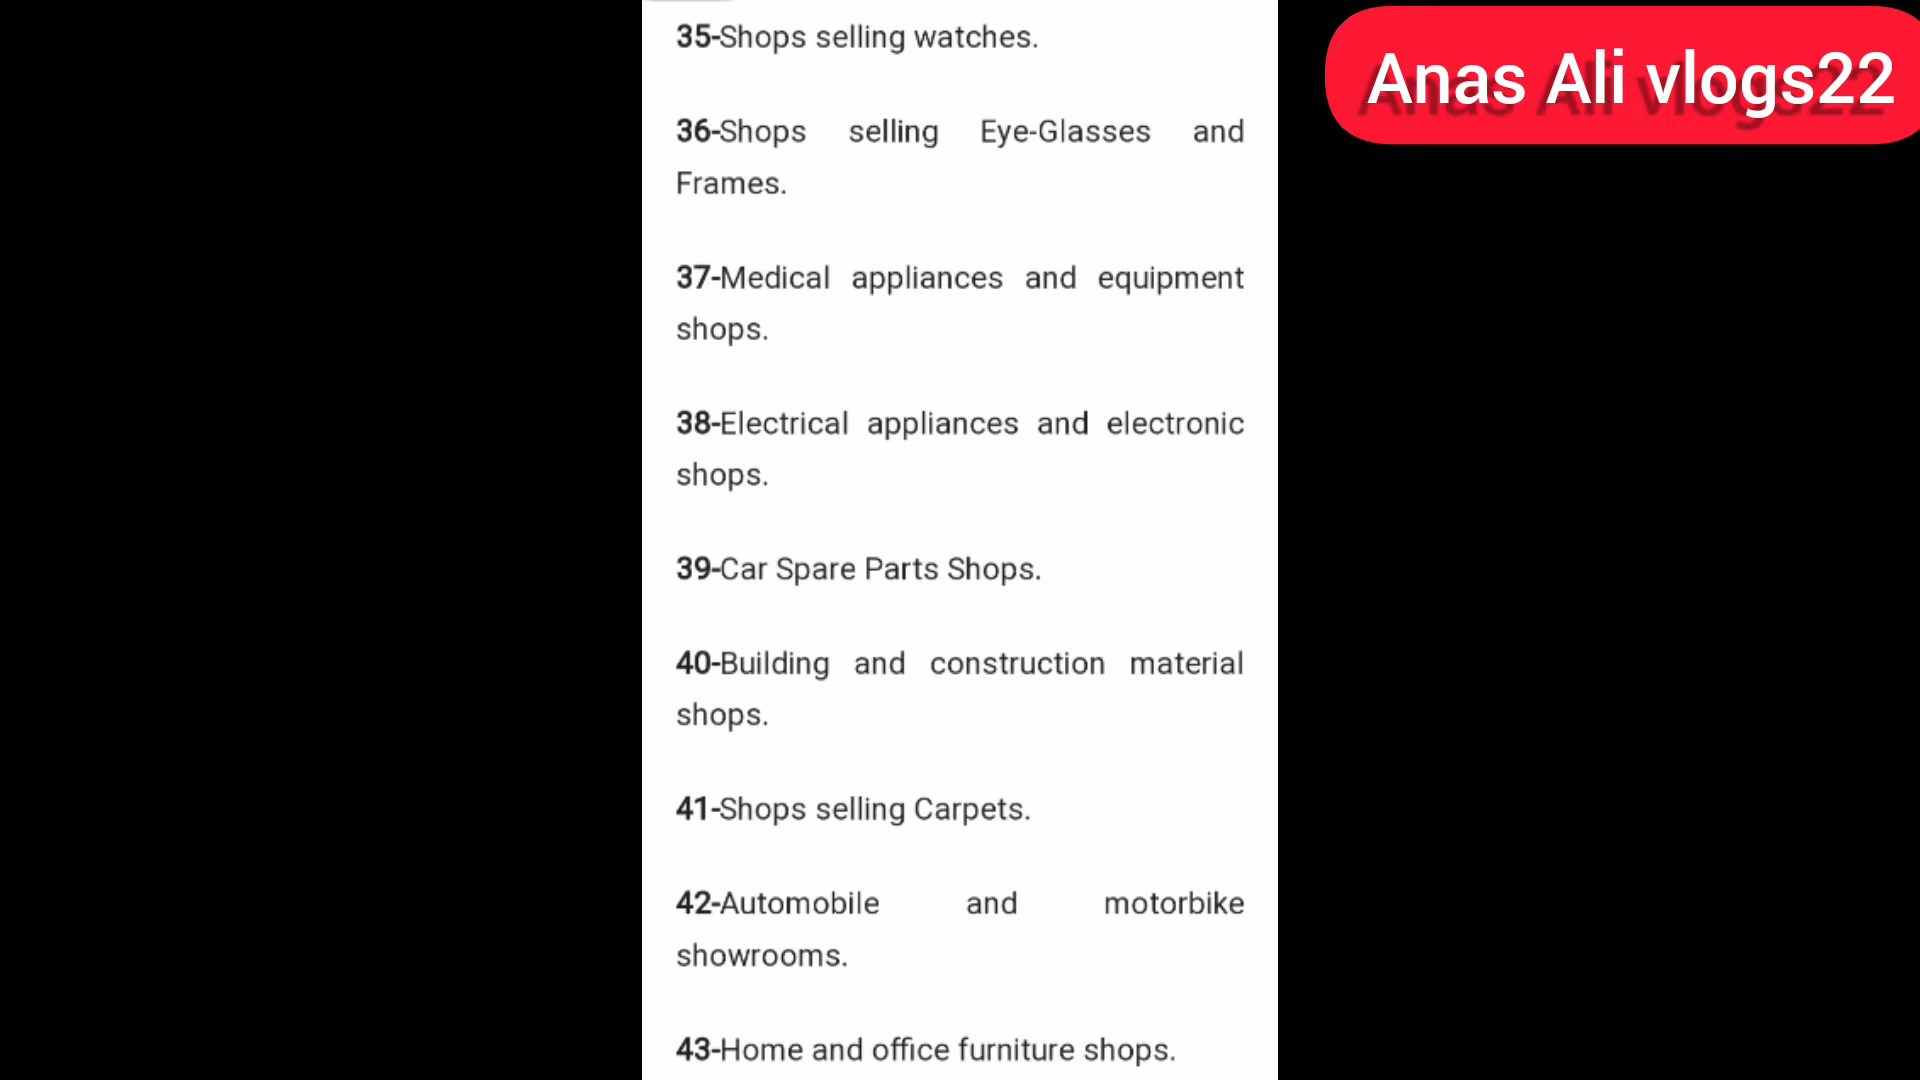 35-Shops selling watches.
Anas Ali vlogs22
36-Shops selling Eye-Glasses and
Frames.
37-Medical appliances and equipment
shops.
38-Electrical appliances and electronic
shops.
39-Car Spare Parts Shops.
40-Building and construction material
shops.
41-Shops selling Carpets.
42-Automobile and motorbike
showrooms.
43-Home and office furniture shops.